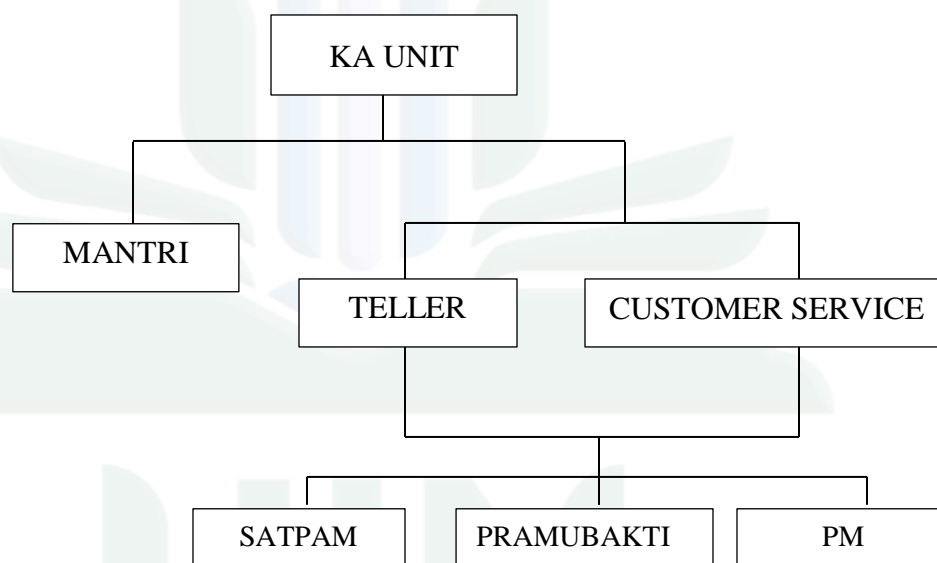 KA UNIT
MANTRI
TELLER
CUSTOMER SERVICE
SATPAM
PRAMUBAKTI
PM